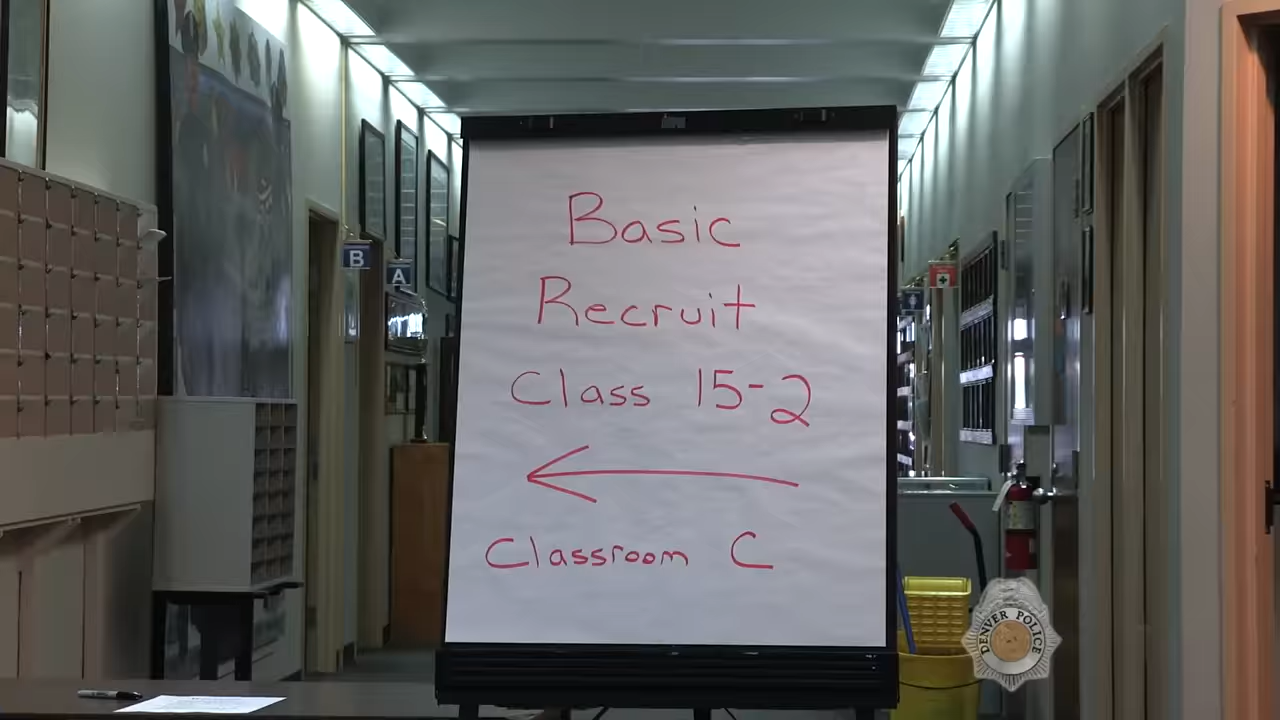 Basic
Recruit
Class 15-2
Classroom C
B
A
DENVER POLICE